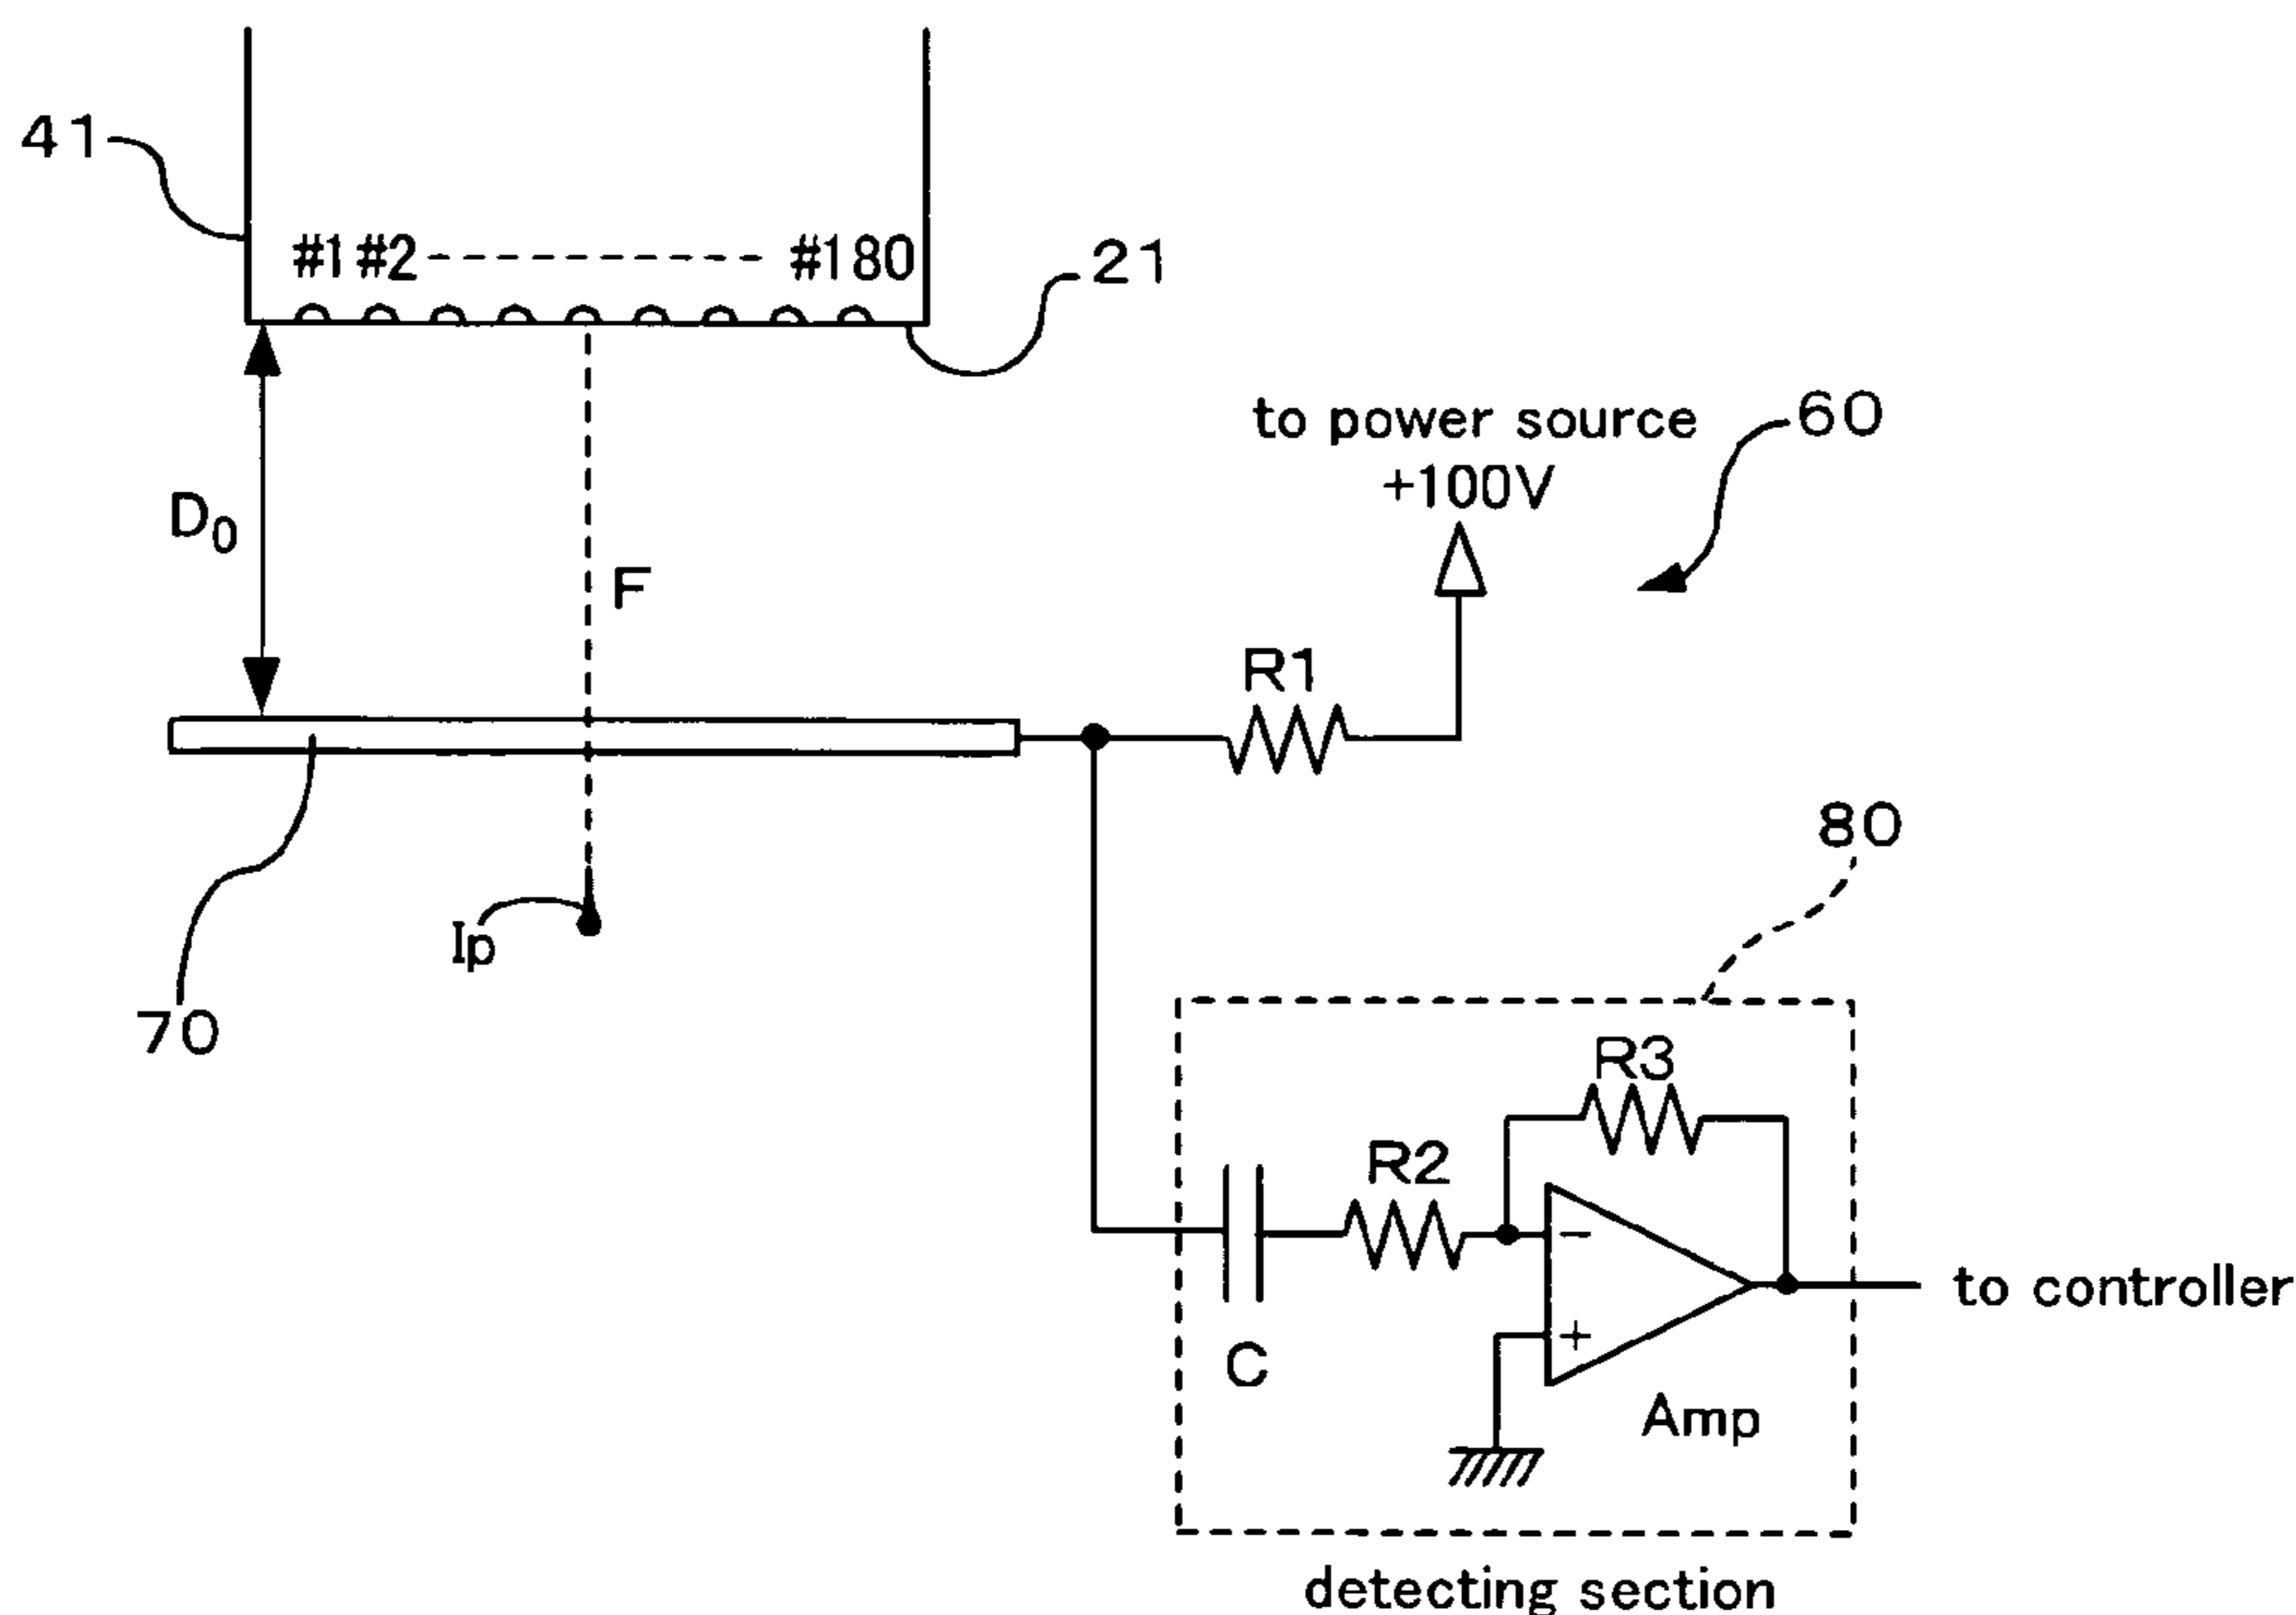 41
#1 #2 #180
21
to power source
+100V
60
D0
F
R1
70
Ip
80
R3
R2
−
+
C
Amp
to controller
detecting section